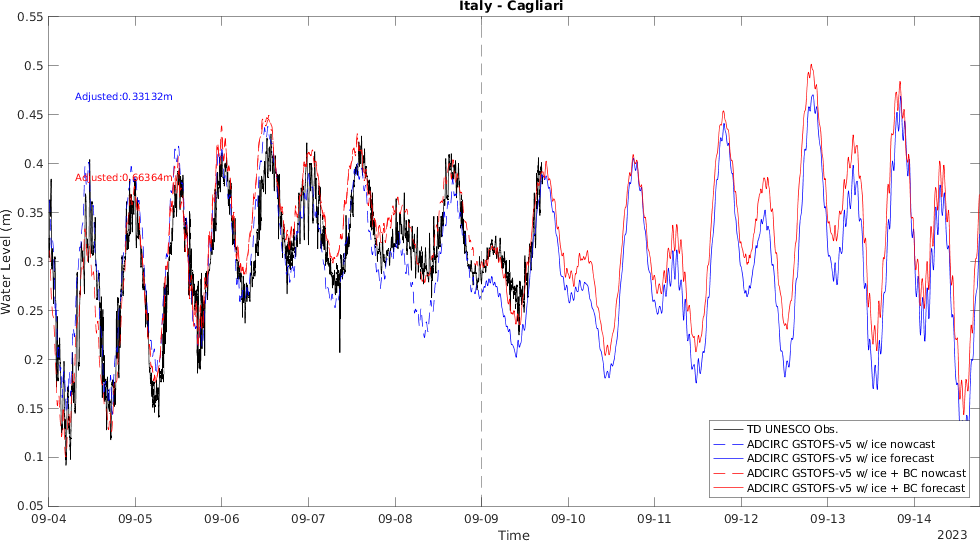 Italy - Cagliari
0.55
0.5
0.45
0.4
0.35
0.3
0.25
0.2
0.15
0.1
0.05
Water Level (m)
Adjusted:0.33132m
Adjusted:0.66364m
TD UNESCO Obs.
ADCIRC GSTOFS-v5 w/ ice nowcast
ADCIRC GSTOFS-v5 w/ ice forecast
ADCIRC GSTOFS-v5 w/ ice + BC nowcast
ADCIRC GSTOFS-v5 w/ ice + BC forecast
09-04 09-05 09-06 09-07 09-08 09-09 09-10 09-11 09-12 09-13 09-14
Time
2023